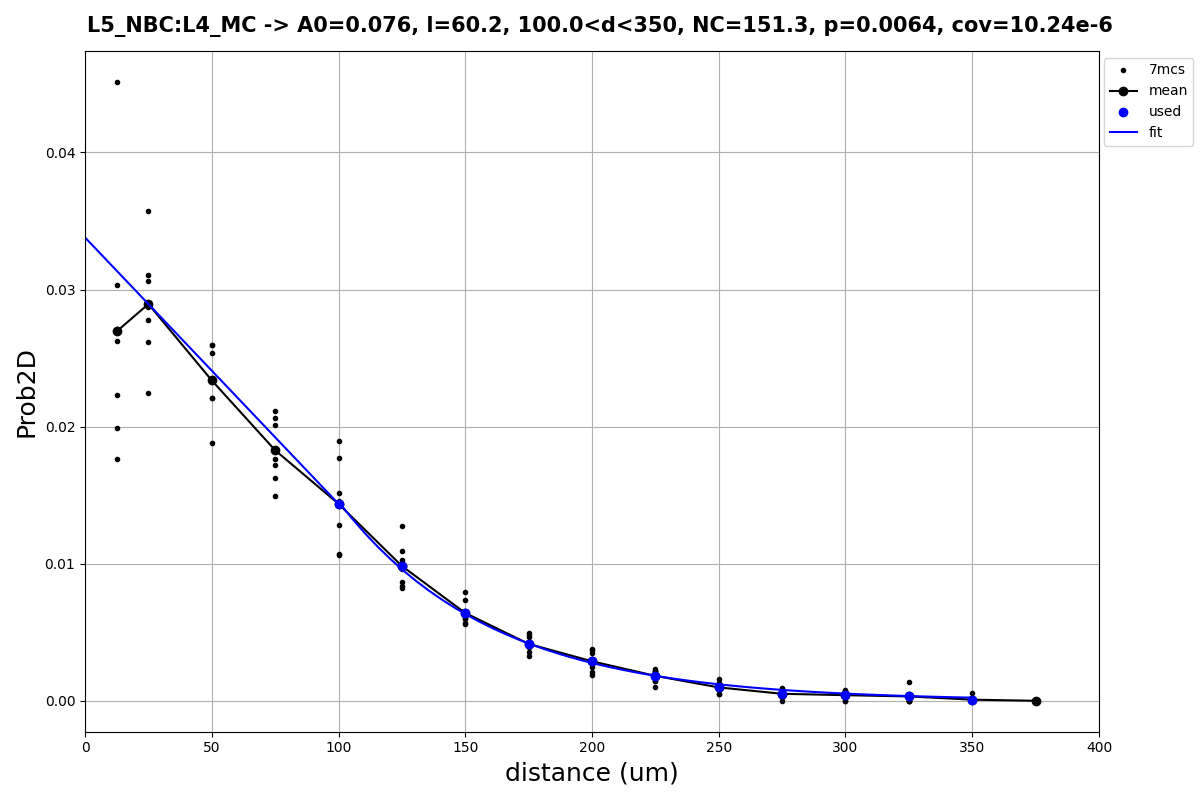 L5_NBC:L4_MC -> A0=0.076, l=60.2, 100.0<d<350, NC=151.3, p=0.0064, cov=10.24e-6
7mcs
mean
used
fit
0.04
0.03
0.02
0.01
0.00
Prob2D
0 50 100 150 200 250 300 350 400
distance (um)